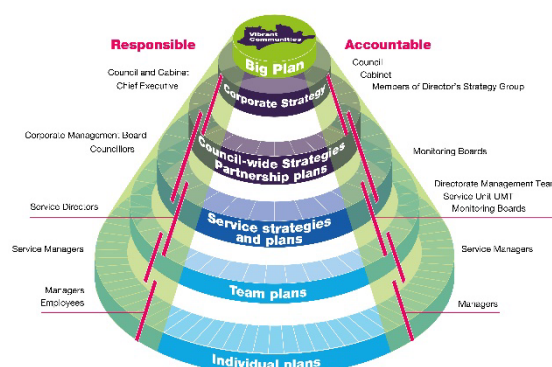 Responsible
Accountable
Vibrant
Communities
Big Plan
Corporate Strategy
Council-wide Strategies
partnership plans
Service strategies
and plans
Team plans
Individual plans
Council and Cabinet
Chief Executive
Corporate Management Board
Councillors
Service Directors
Service Managers
Managers
Employees
Council
Cabinet
Members of Director's Strategy Group
Monitoring Boards
Directorate Management Team
Service Unit UMT
Monitoring Boards
Service Managers
Managers